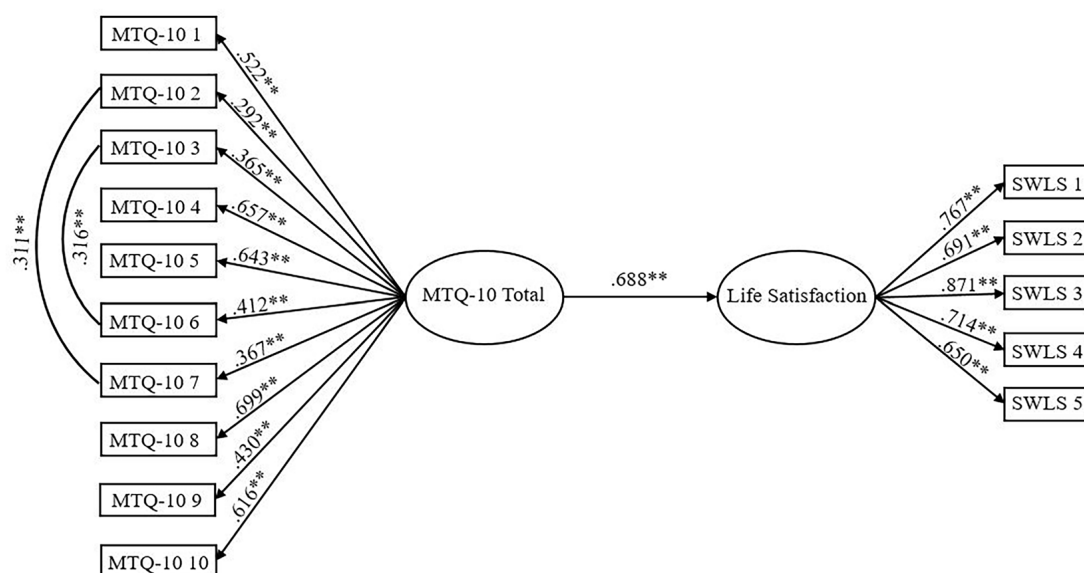 MTQ-10 1
MTQ-10 2
MTQ-10 3
MTQ-10 4
MTQ-10 5
MTQ-10 6
MTQ-10 7
MTQ-10 8
MTQ-10 9
MTQ-10 10
.311**
.316**
.522**
.292**
.365**
.657**
.643**
.412**
.367**
.699**
.430**
.616**
MTQ-10 Total
.688**
Life Satisfaction
.767**
.691**
.871**
.714**
.650**
SWLS 1
SWLS 2
SWLS 3
SWLS 4
SWLS 5